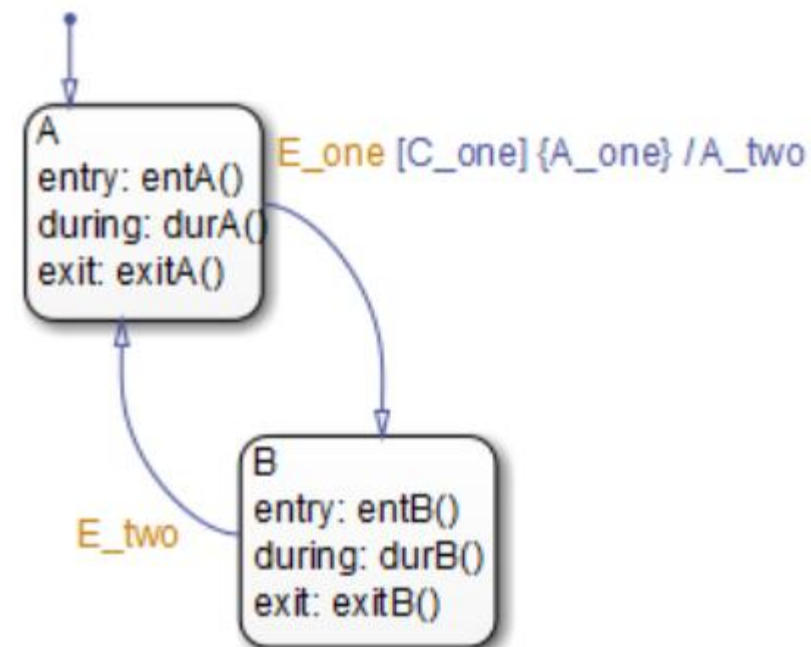 A
entry: entA()
during: durA()
exit: exitA()
E_one [C_one] {A_one} / A_two
B
entry: entB()
during: durB()
exit: exitB()
E_two